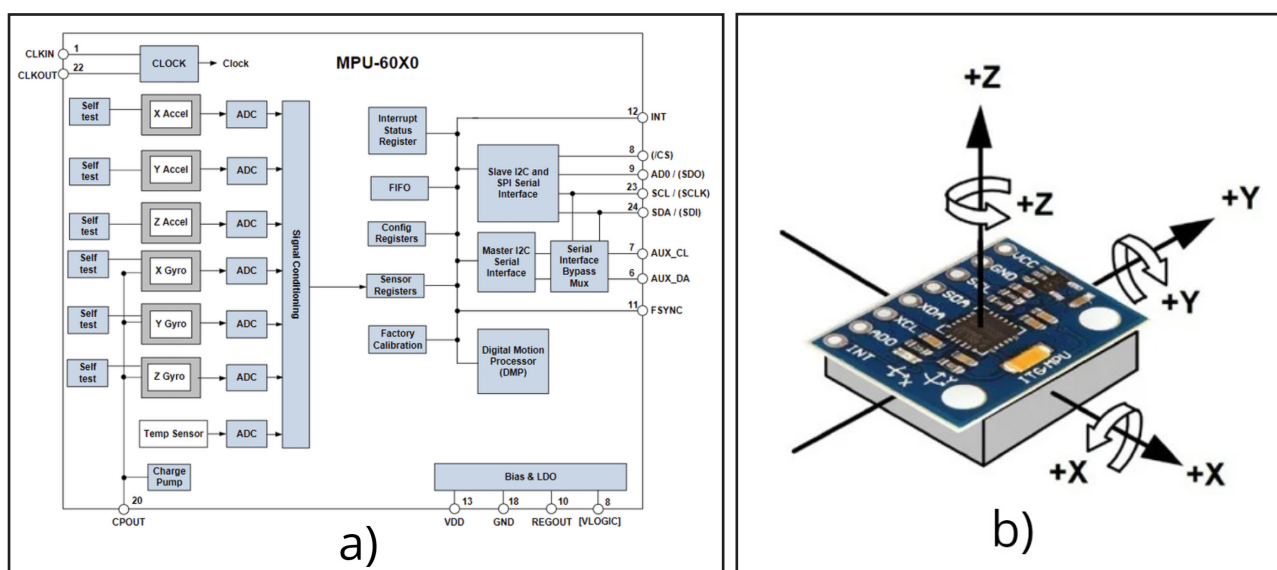 CLKIN
1
CLKOUT
22
CLOCK
Clock
MPU-60X0
Self
test
X Accel
ADC
Self
test
Y Accel
ADC
Self
test
Z Accel
ADC
Self
test
X Gyro
ADC
Self
test
Y Gyro
ADC
Self
test
Z Gyro
ADC
Temp Sensor
ADC
Signal Conditioning
Charge
Pump
20
CPOUT
Interrupt
Status
Register
FIFO
Config
Registers
Sensor
Registers
Factory
Calibration
Slave I2C and
SPI Serial
Interface
Master I2C
Serial
Interface
Serial
Interface
Bypass
Mux
Digital Motion
Processor
(DMP)
12
INT
8
(/CS)
9
AD0 / (SDO)
23
SCL / (SCLK)
24
SDA / (SDI)
7
AUX_CL
6
AUX_DA
11
FSYNC
Bias & LDO
13
18
10
8
VDD
GND
REGOUT
[VLOGIC]
a)
+Z
+Z
+Y
+Y
VCC
GND
SCL
SDA
XDA
XCL
ADO
INT
X
Y
ITG/MPU
+X
+X
b)